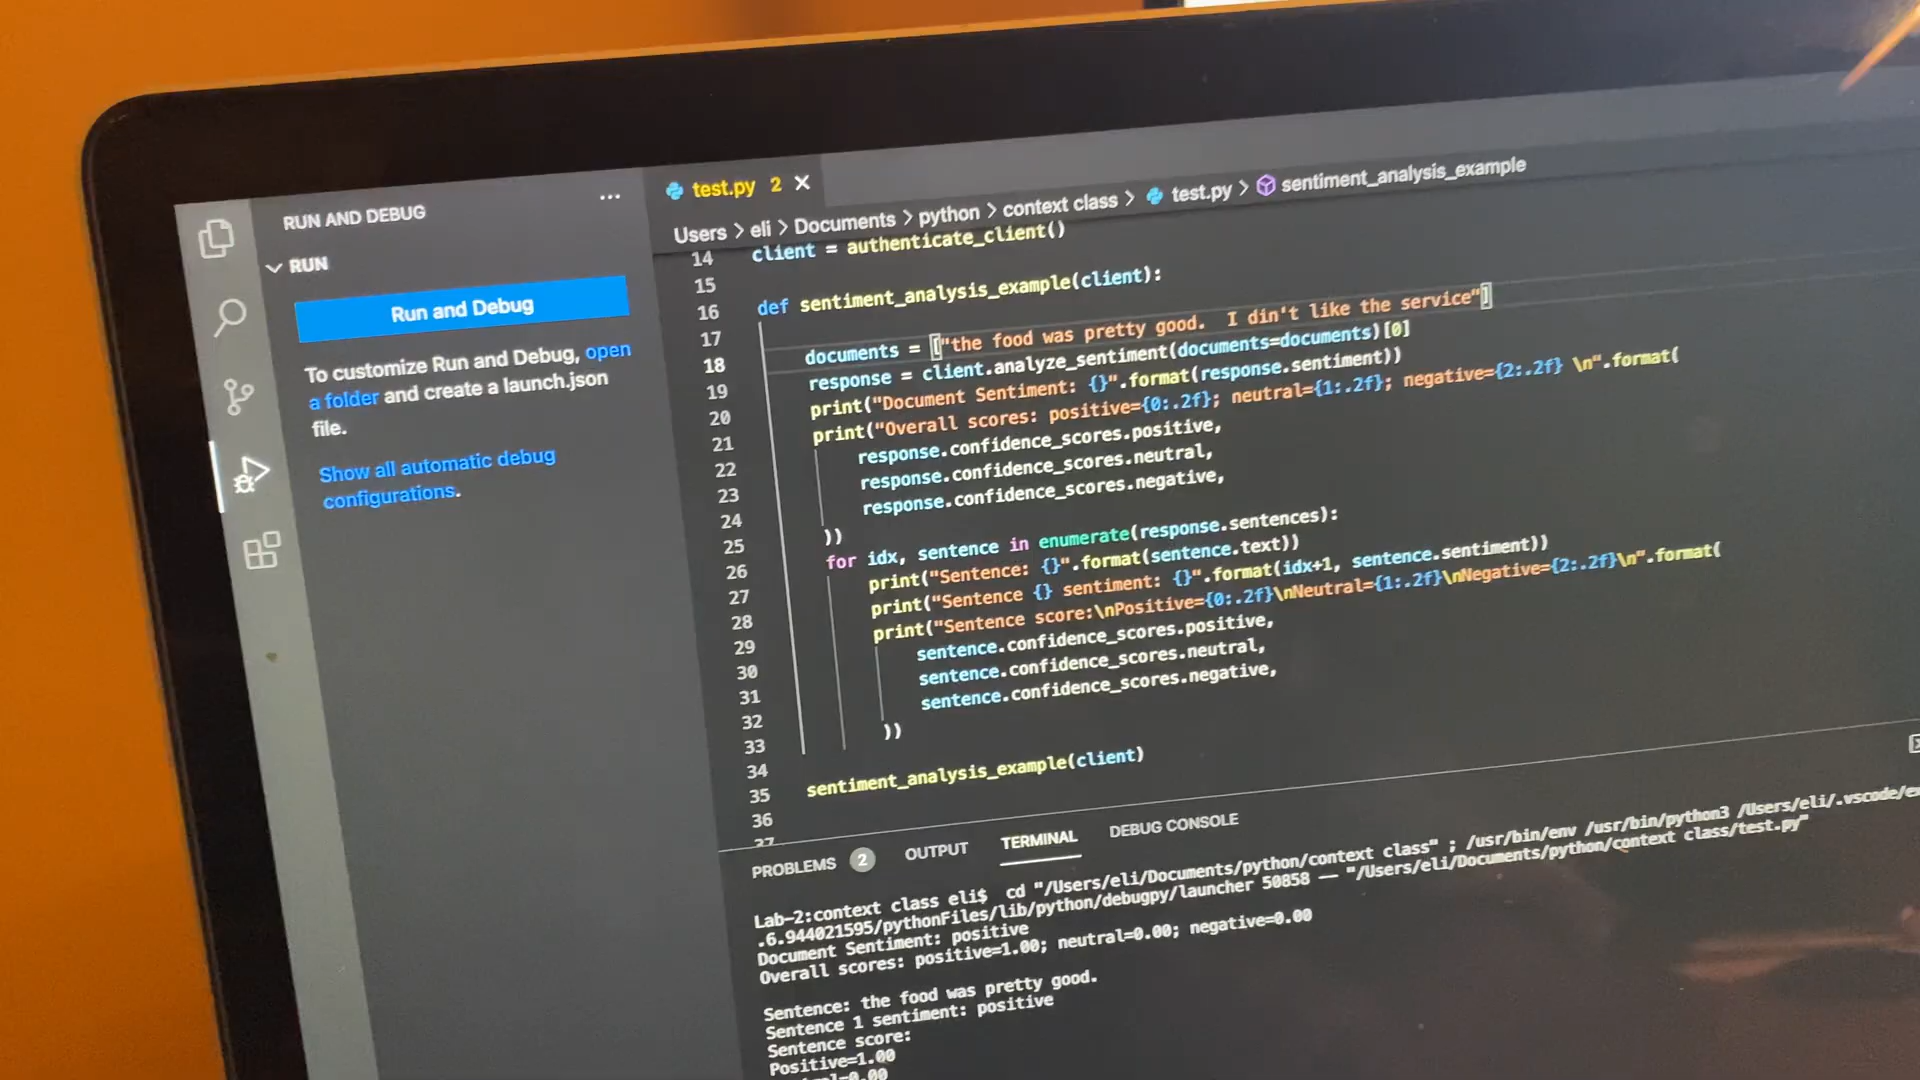 RUN AND DEBUG
RUN
Run and Debug
To customize Run and Debug, open
a folder and create a launch.json
file.
Show all automatic debug
configurations.
test.py 2
Users > eli > Documents > python > context class > test.py > sentiment_analysis_example
14 client = authenticate_client()
15
16 def sentiment_analysis_example(client):
17
18 documents = ["the food was pretty good.  I din't like the service"]
19 response = client.analyze_sentiment(documents=documents)[0]
20 print("Document Sentiment: {}".format(response.sentiment))
21 print("Overall scores: positive={0:.2f}; neutral={1:.2f}; negative={2:.2f} \n".format(
22 response.confidence_scores.positive,
23 response.confidence_scores.neutral,
24 response.confidence_scores.negative,
25 ))
26 for idx, sentence in enumerate(response.sentences):
27 print("Sentence: {}".format(sentence.text))
28 print("Sentence {} sentiment: {}".format(idx+1, sentence.sentiment))
29 print("Sentence score:\nPositive={0:.2f}\nNeutral={1:.2f}\nNegative={2:.2f}\n".format(
30 sentence.confidence_scores.positive,
31 sentence.confidence_scores.neutral,
32 sentence.confidence_scores.negative,
33 ))
34
35 sentiment_analysis_example(client)
36
37
PROBLEMS 2 OUTPUT TERMINAL DEBUG CONSOLE
Lab-2:context class eli$  cd "/Users/eli/Documents/python/context class" ; /usr/bin/env /usr/bin/python3 /Users/eli/.vscode/ex
.6.944021595/pythonFiles/lib/python/debugpy/launcher 50858 -- "/Users/eli/Documents/python/context class/test.py"
Document Sentiment: positive
Overall scores: positive=1.00; neutral=0.00; negative=0.00
Sentence: the food was pretty good.
Sentence 1 sentiment: positive
Sentence score:
Positive=1.00